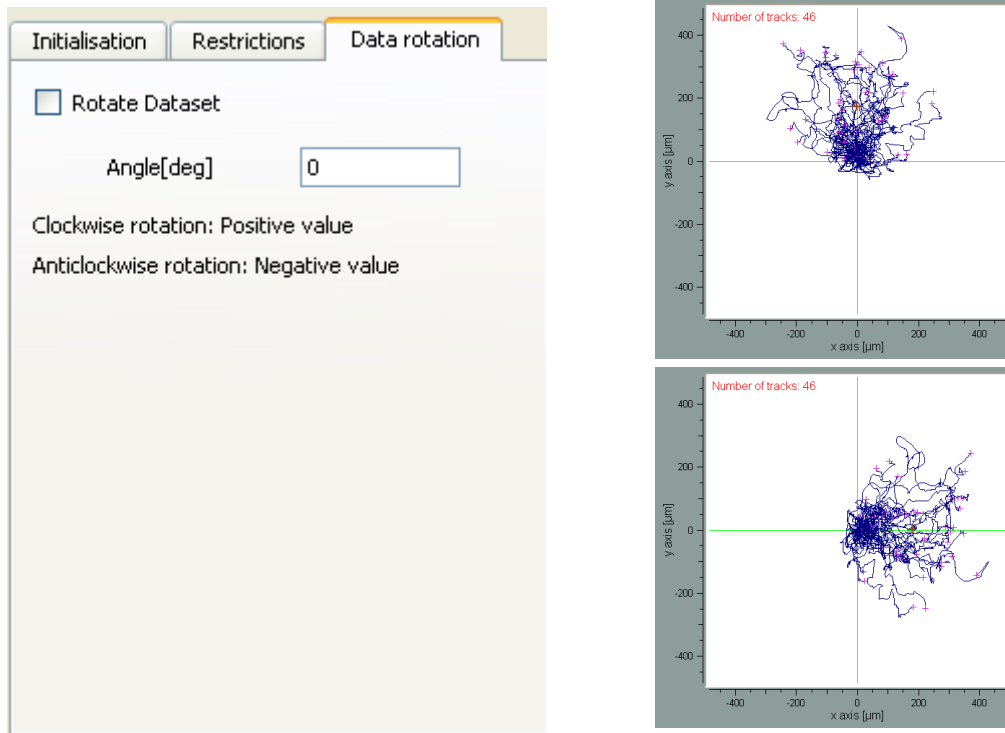 Initialisation
Restrictions
Data rotation
Rotate Dataset
Angle[deg]
0
Clockwise rotation: Positive value
Anticlockwise rotation: Negative value
Number of tracks: 46
400
200
0
-200
-400
y axis [µm]
-400
-200
0
200
400
x axis [µm]
Number of tracks: 46
400
200
0
-200
-400
y axis [µm]
-400
-200
0
200
400
x axis [µm]